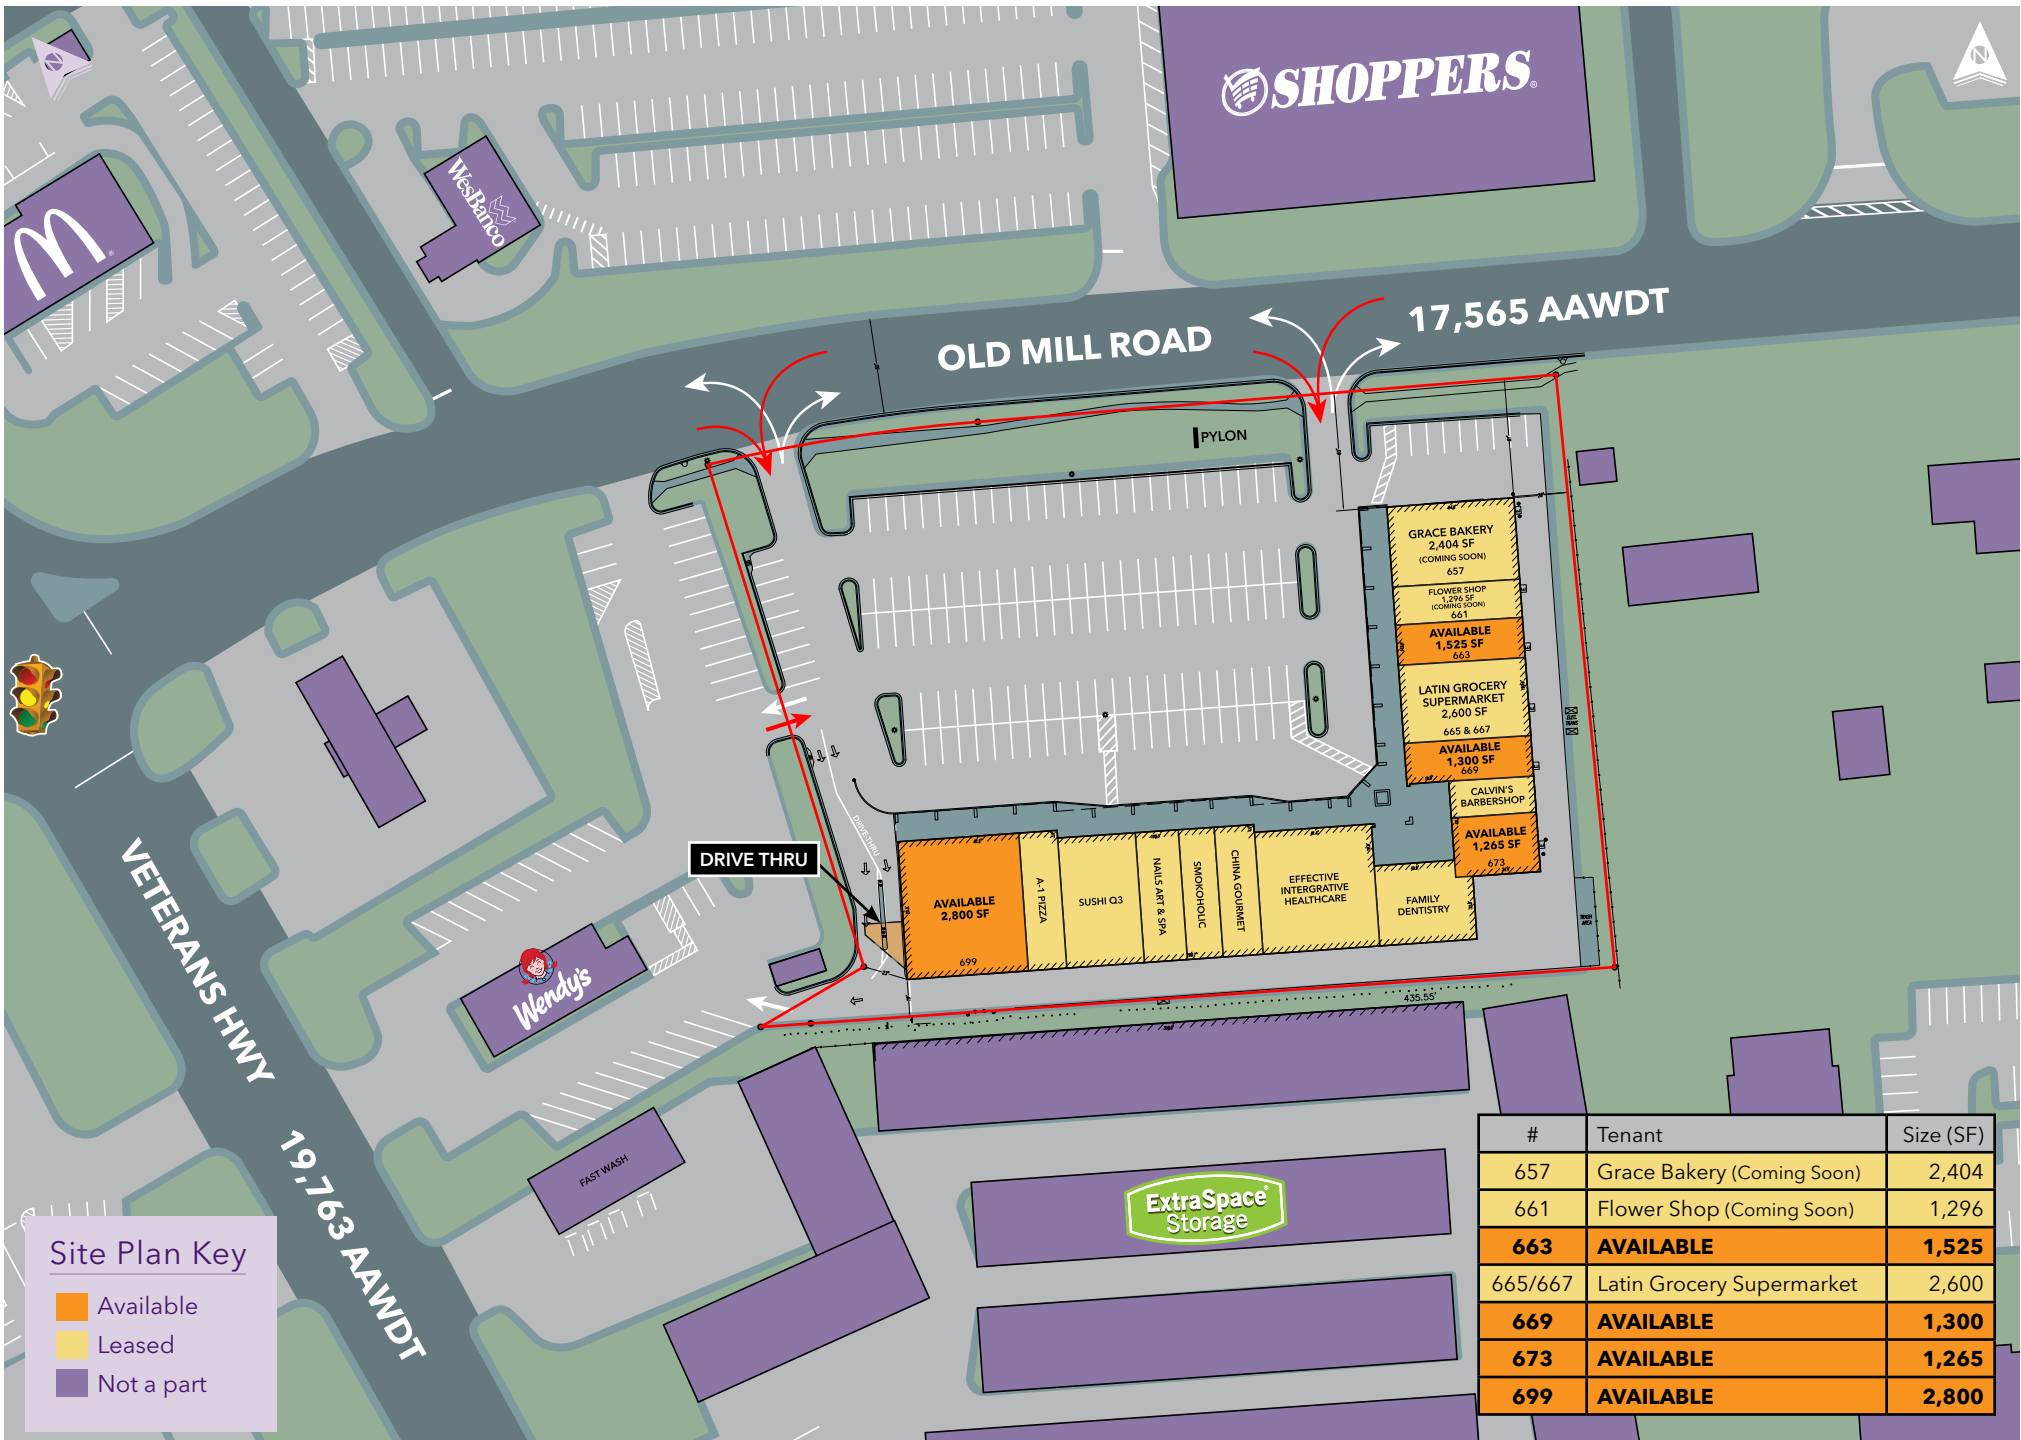 N
N
SHOPPERS
WesBanco
17,565 AAWDT
OLD MILL ROAD
PYLON
GRACE BAKERY
2,404 SF
(COMING SOON)
657
FLOWER SHOP
1,296 SF
(COMING SOON)
661
AVAILABLE
1,525 SF
663
LATIN GROCERY
SUPERMARKET
2,600 SF
665 & 667
AVAILABLE
1,300 SF
669
CALVIN'S
BARBERSHOP
AVAILABLE
1,265 SF
673
DRIVE-THRU
DRIVE THRU
AVAILABLE
2,800 SF
699
A-1 PIZZA
SUSHI Q3
NAILS ART & SPA
SMOKOHOLIC
CHINA GOURMET
EFFECTIVE
INTERGRATIVE
HEALTHCARE
FAMILY
DENTISTRY
TRASH
AREA
435.55'
Wendy's
VETERANS HWY
19,763 AAWDT
FAST WASH
ExtraSpace
Storage
Site Plan Key
Available
Leased
Not a part
# Tenant Size (SF)
657 Grace Bakery (Coming Soon) 2,404
661 Flower Shop (Coming Soon) 1,296
663 AVAILABLE 1,525
665/667 Latin Grocery Supermarket 2,600
669 AVAILABLE 1,300
673 AVAILABLE 1,265
699 AVAILABLE 2,800